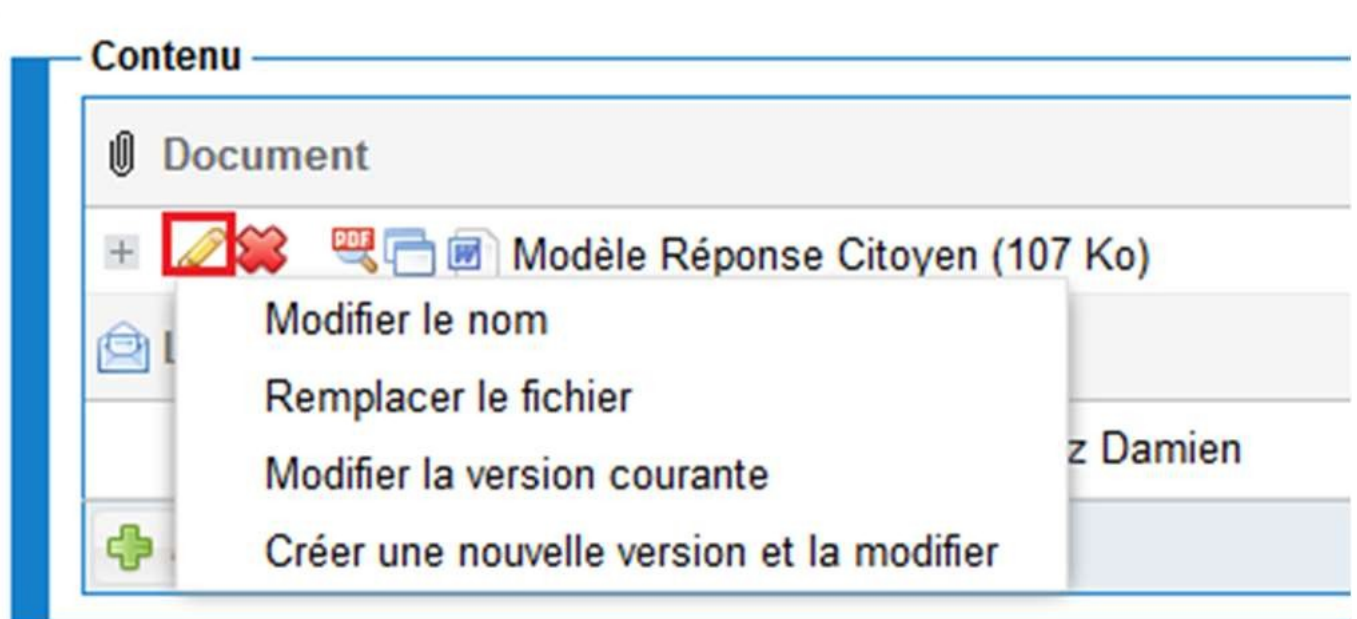 Contenu
Document
PDF
W
Modèle Réponse Citoyen (107 Ko)
Modifier le nom
Remplacer le fichier
Modifier la version courante
z Damien
Créer une nouvelle version et la modifier